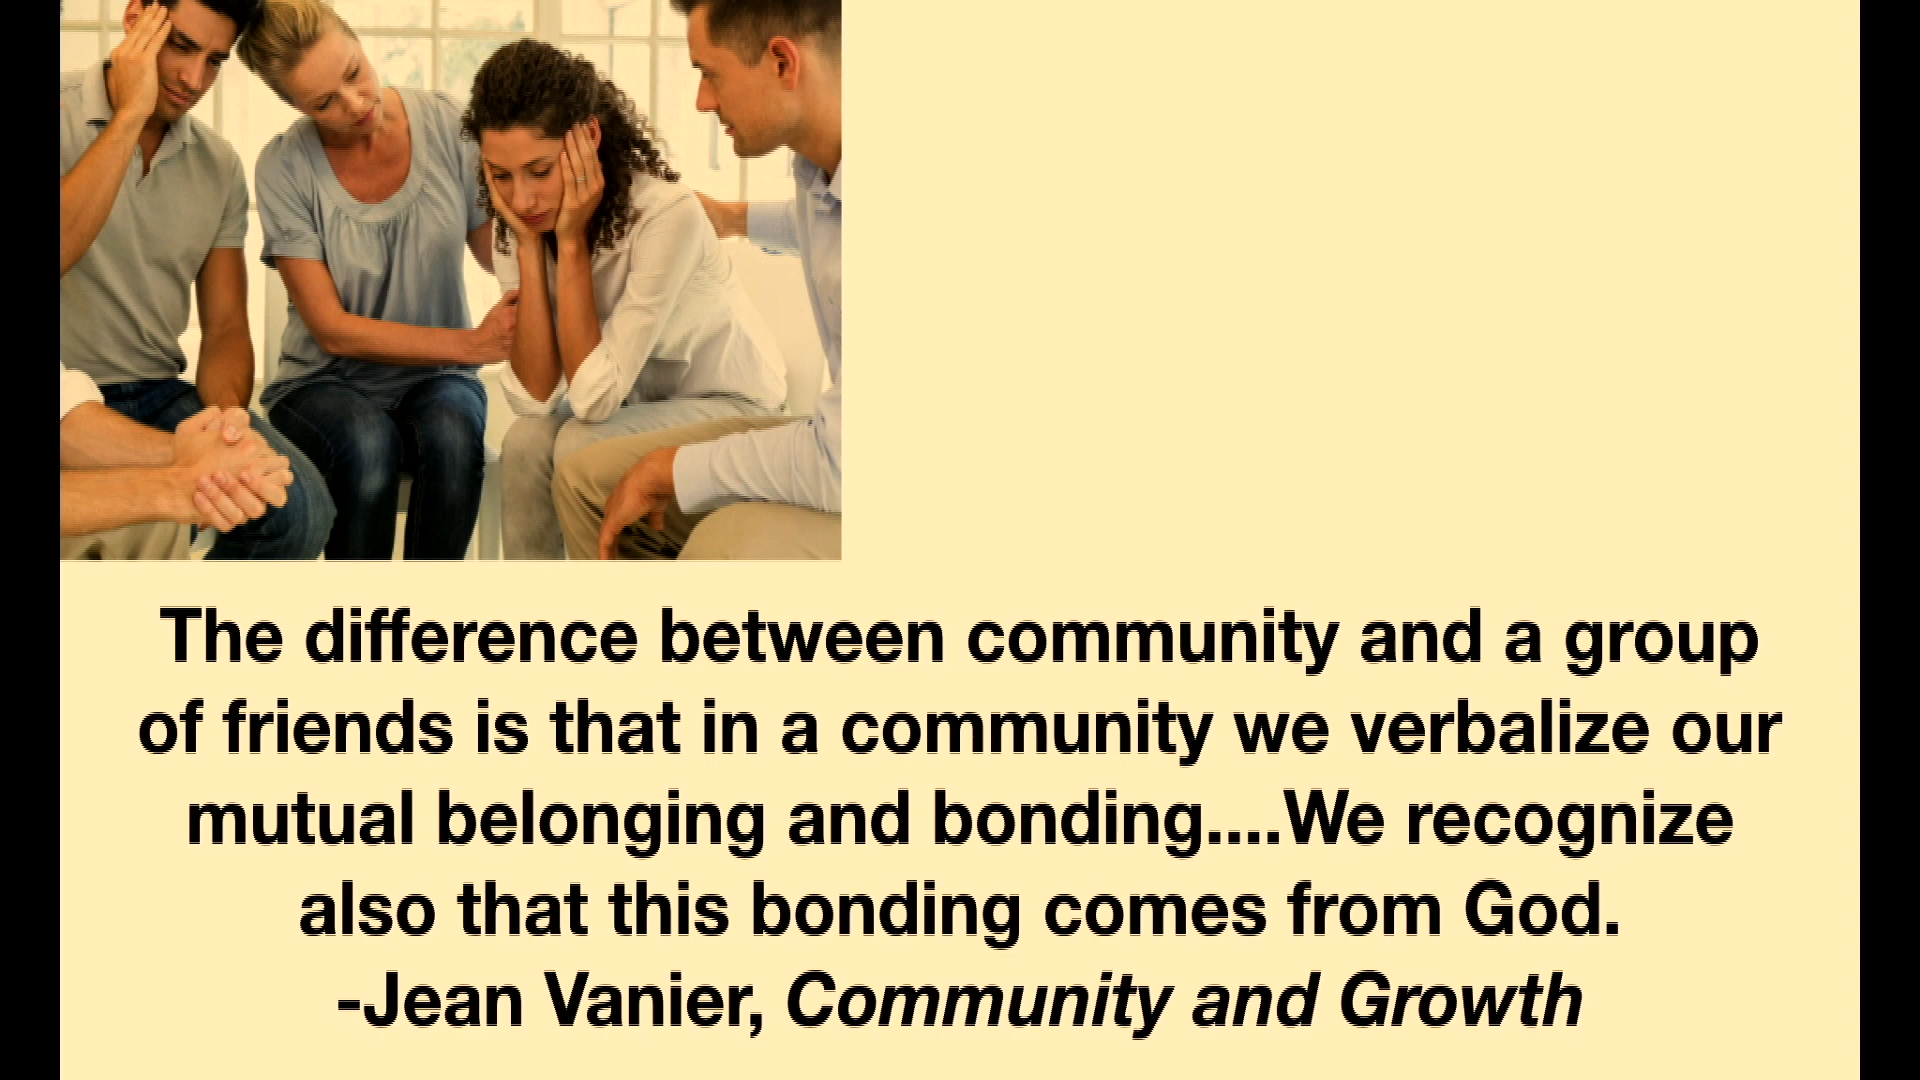 The difference between community and a group
of friends is that in a community we verbalize our
mutual belonging and bonding....We recognize
also that this bonding comes from God.
-Jean Vanier, Community and Growth